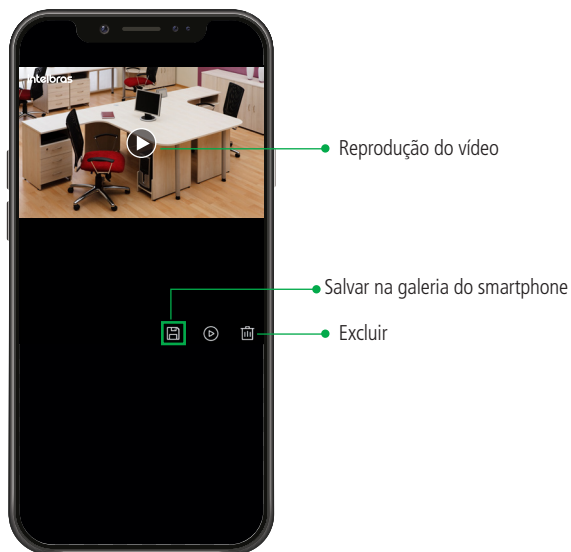 intelbras
Reprodução do vídeo
Salvar na galeria do smartphone
Excluir